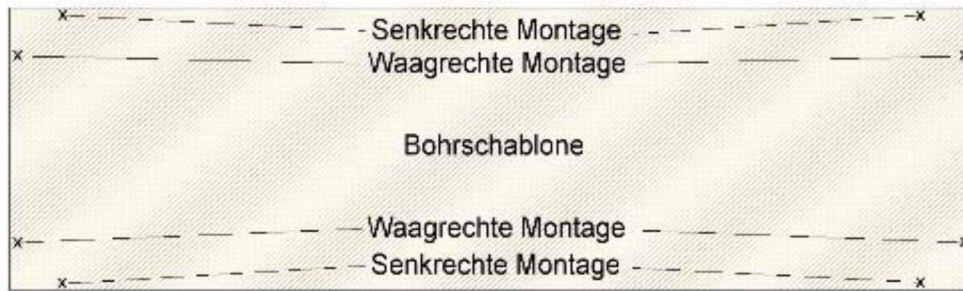 x Senkrechte Montage x
x Waagrechte Montage x
Bohrschablone
x Waagrechte Montage x
x Senkrechte Montage x